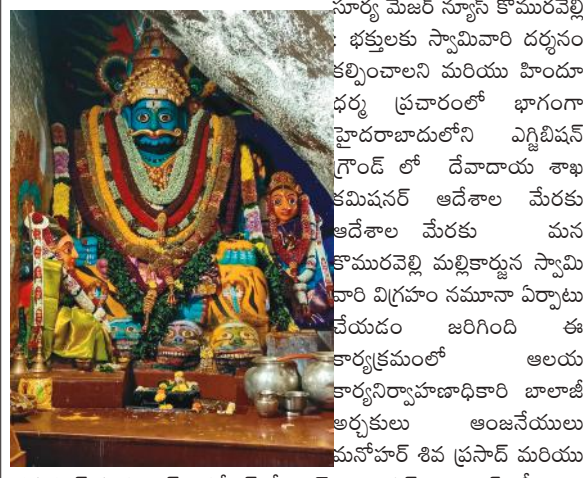 సూర్య మేజర్ న్యూస్ కొమురవెల్లి
: భక్తులకు స్వామివారి దర్శనం
కల్పించాలని మరియు హిందూ
ధర్మ ప్రచారంలో భాగంగా
హైదరాబాదులోని ఎగ్జిబిషన్
గ్రౌండ్ లో దేవాదాయ శాఖ
కమిషనర్ ఆదేశాల మేరకు
ఆదేశాల మేరకు మన
కొమురవెల్లి మల్లికార్జున స్వామి
వారి విగ్రహం నమూనా ఏర్పాటు
చేయడం జరిగింది ఈ
కార్యక్రమంలో ఆలయ
కార్యనిర్వాహణాధికారి బాలాజీ
అర్చకులు ఆంజనేయులు
మనోహర్ శివ ప్రసాద్ మరియు